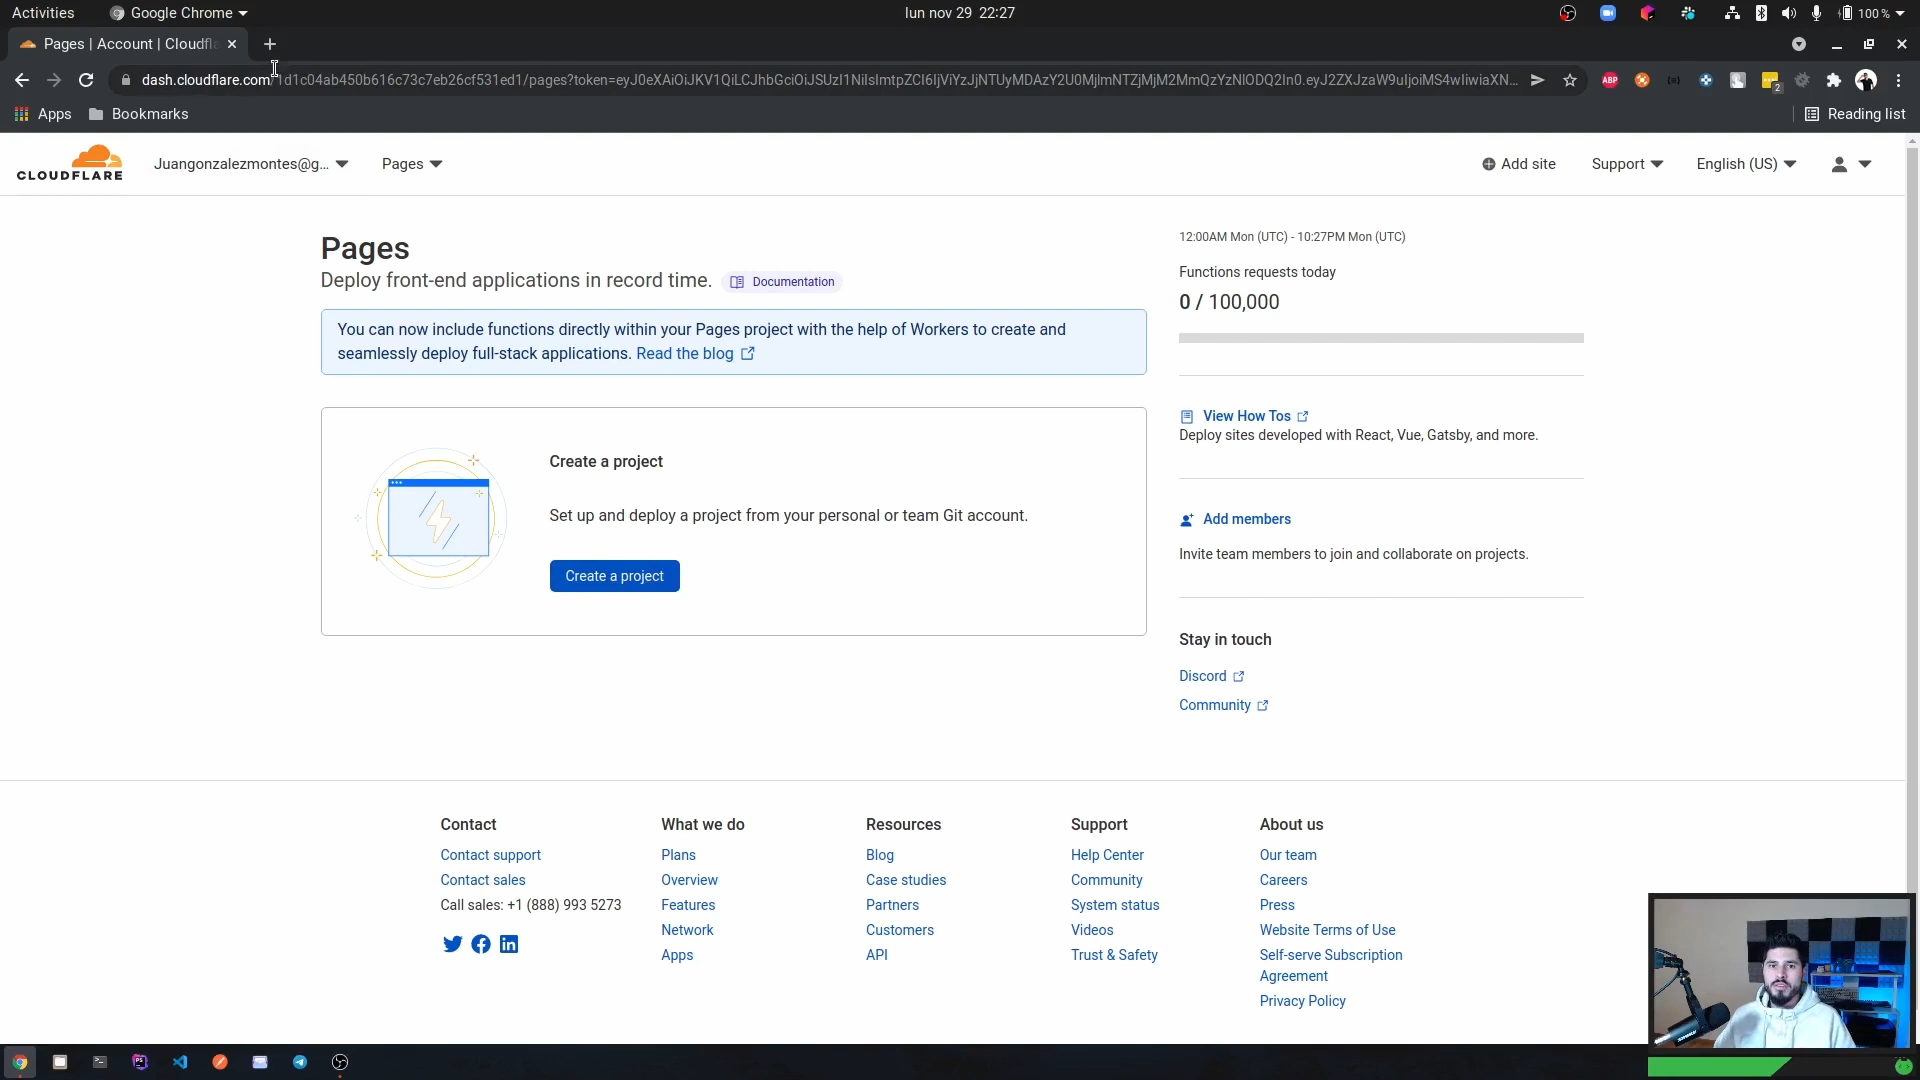 Activities
Google Chrome
lun nov 29 22:27
100 %
Pages | Account | Cloudfla
dash.cloudflare.com/1d1c04ab450b616c73c7eb26cf531ed1/pages?token=eyJ0eXAiOiJKV1QiLCJhbGciOiJSUzI1NiIsImtpZCI6IjViYzJjNTUyMDAzY2U0MjlmNTZjMjM2MmQzYzNlODQ2In0.eyJ2ZXJzaW9uIjoiMS4wIiwiaXN...
ABP
2
Apps
Bookmarks
Reading list
CLOUDFLARE
Juangonzalezmontes@g...
Pages
Add site
Support
English (US)
Pages
Deploy front-end applications in record time.
Documentation
You can now include functions directly within your Pages project with the help of Workers to create and
seamlessly deploy full-stack applications. Read the blog
Create a project
Set up and deploy a project from your personal or team Git account.
Create a project
12:00AM Mon (UTC) - 10:27PM Mon (UTC)
Functions requests today
0 / 100,000
View How Tos
Deploy sites developed with React, Vue, Gatsby, and more.
Add members
Invite team members to join and collaborate on projects.
Stay in touch
Discord
Community
Contact
Contact support
Contact sales
Call sales: +1 (888) 993 5273
What we do
Plans
Overview
Features
Network
Apps
Resources
Blog
Case studies
Partners
Customers
API
Support
Help Center
Community
System status
Videos
Trust & Safety
About us
Our team
Careers
Press
Website Terms of Use
Self-serve Subscription
Agreement
Privacy Policy